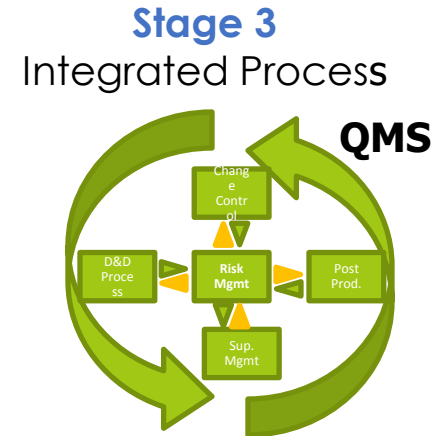 Stage 3
Integrated Process
QMS
Chang
e
Contr
ol
D&D
Proce
ss
Risk
Mgmt
Post
Prod.
Sup.
Mgmt